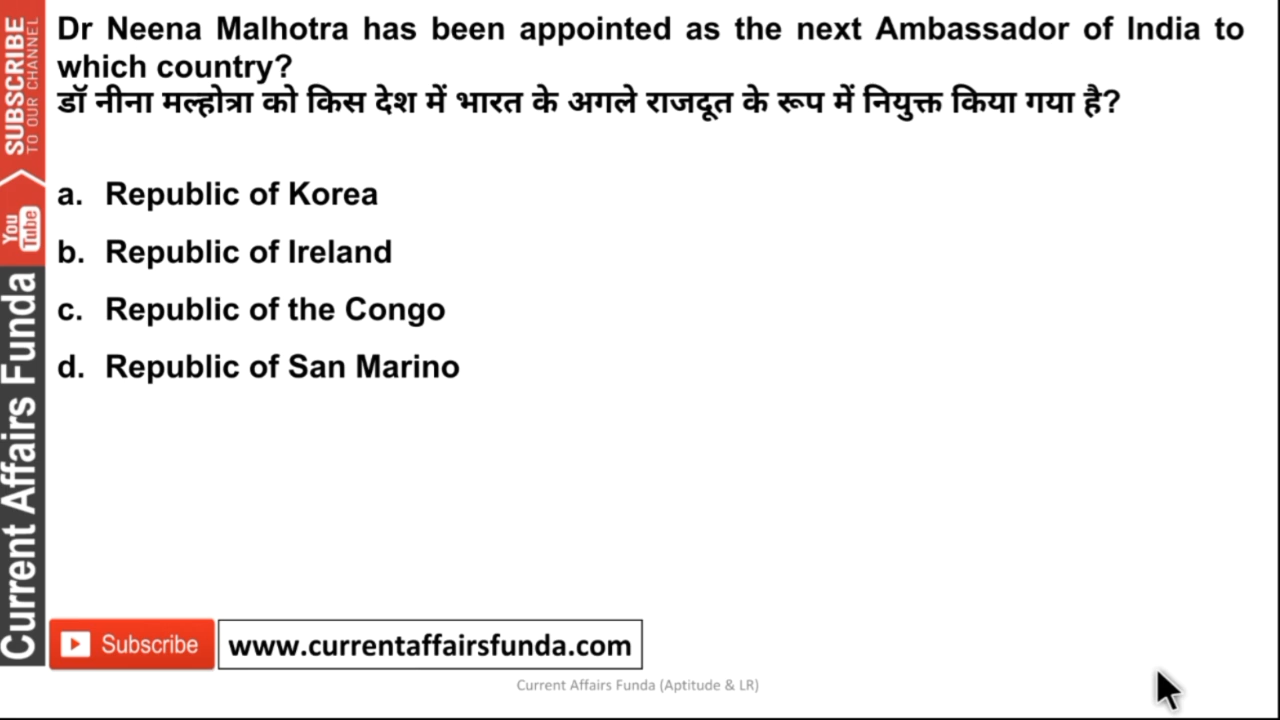 Dr Neena Malhotra has been appointed as the next Ambassador of India to
which country?
डॉ नीना मल्होत्रा को किस देश में भारत के अगले राजदूत के रूप में नियुक्त किया गया है?
a. Republic of Korea
b. Republic of Ireland
c. Republic of the Congo
d. Republic of San Marino
SUBSCRIBE
TO OUR CHANNEL
You
Tube
Current Affairs Funda
Subscribe
www.currentaffairsfunda.com
Current Affairs Funda (Aptitude & LR)